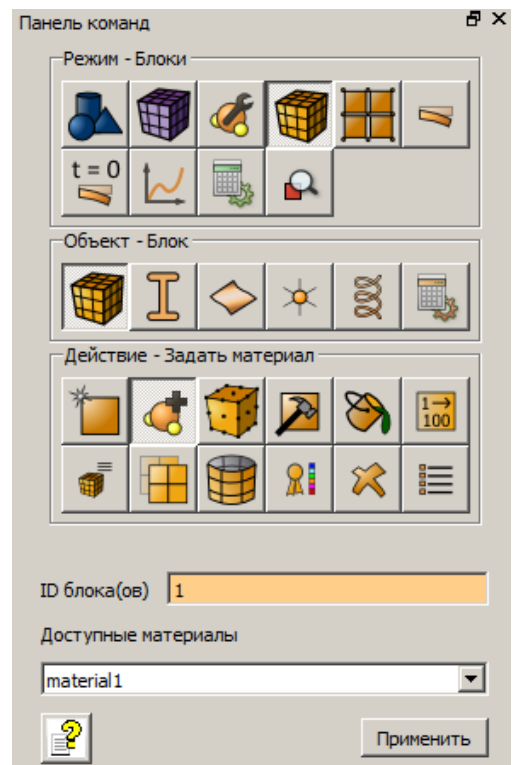 Панель команд
Режим - Блоки
t = 0
Объект - Блок
Действие - Задать материал
1→
100
ID блока(ов) 1
Доступные материалы
material1
Применить